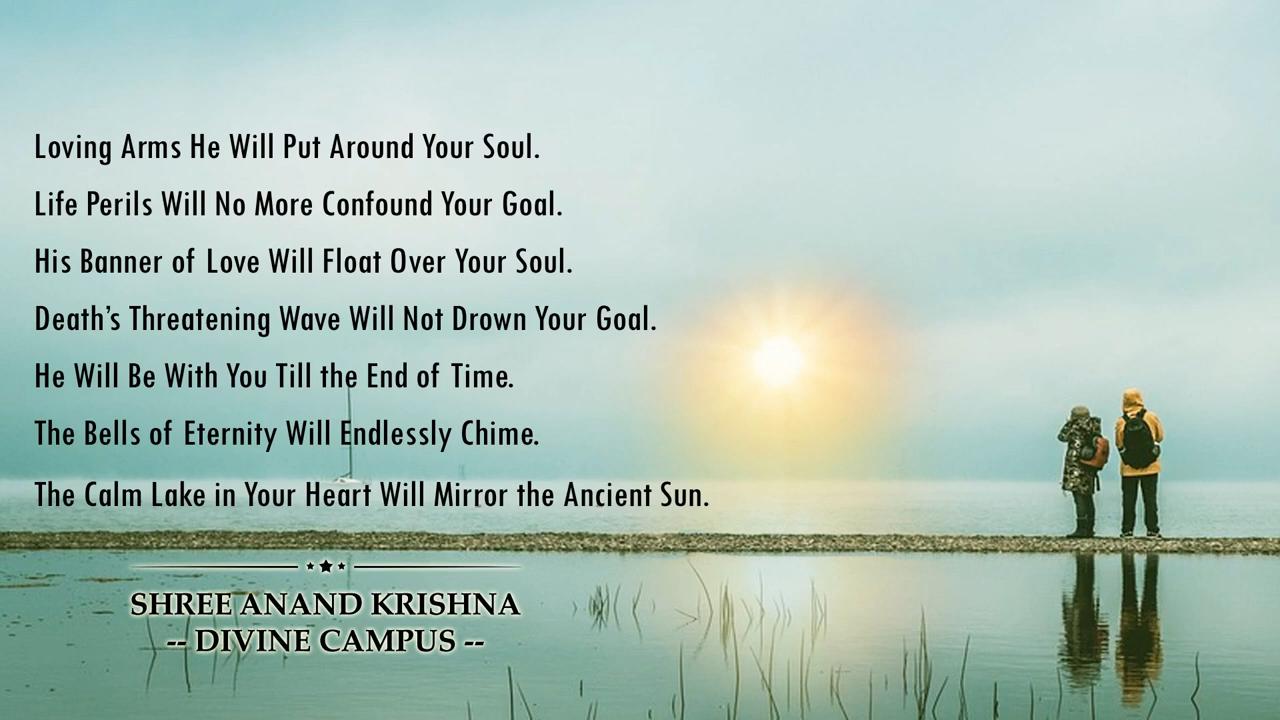 Loving Arms He Will Put Around Your Soul.
Life Perils Will No More Confound Your Goal.
His Banner of Love Will Float Over Your Soul.
Death’s Threatening Wave Will Not Drown Your Goal.
He Will Be With You Till the End of Time.
The Bells of Eternity Will Endlessly Chime.
The Calm Lake in Your Heart Will Mirror the Ancient Sun.
SHREE ANAND KRISHNA
-- DIVINE CAMPUS --